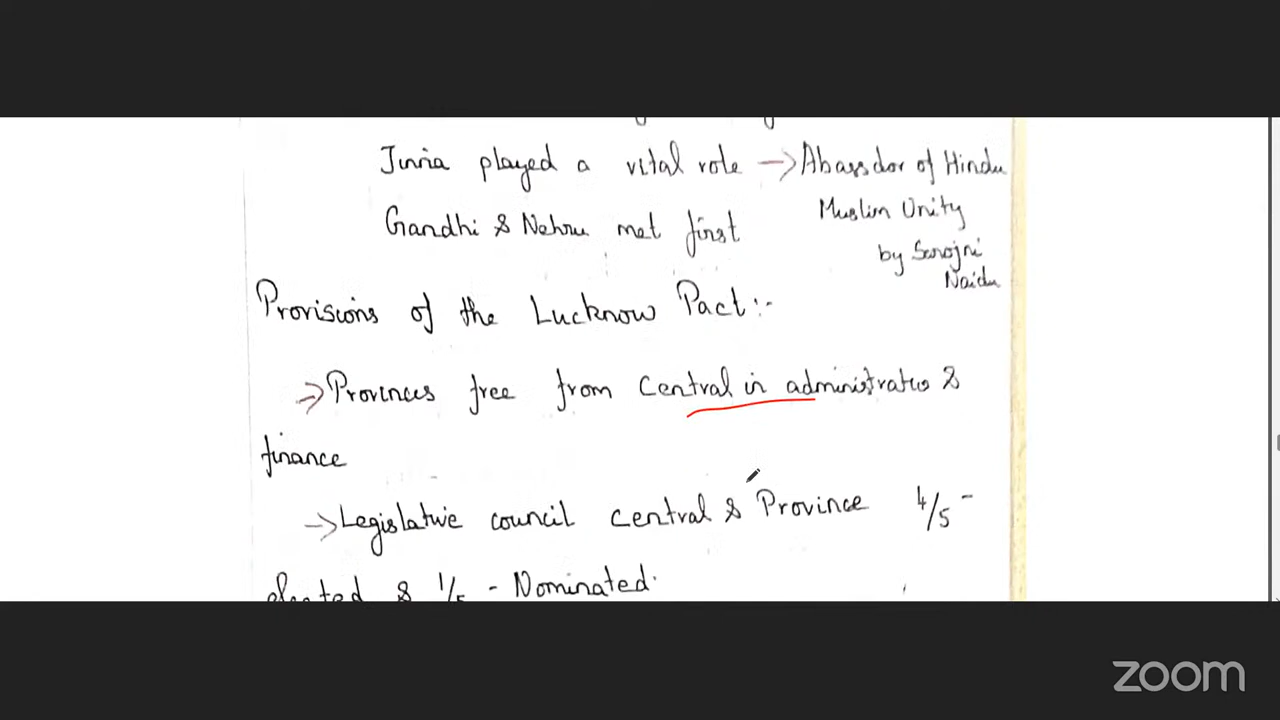 Jinna played a vital role → Abassdor of Hindu
Muslim Unity
Gandhi & Nehru met first
by Sarojni
Naidu
Provisions of the Lucknow Pact:-
→ Provinces free from Central in administratio &
finance
→ Legislative council central & Province 4/5 -
elected & 1/5 - Nominated.
zoom